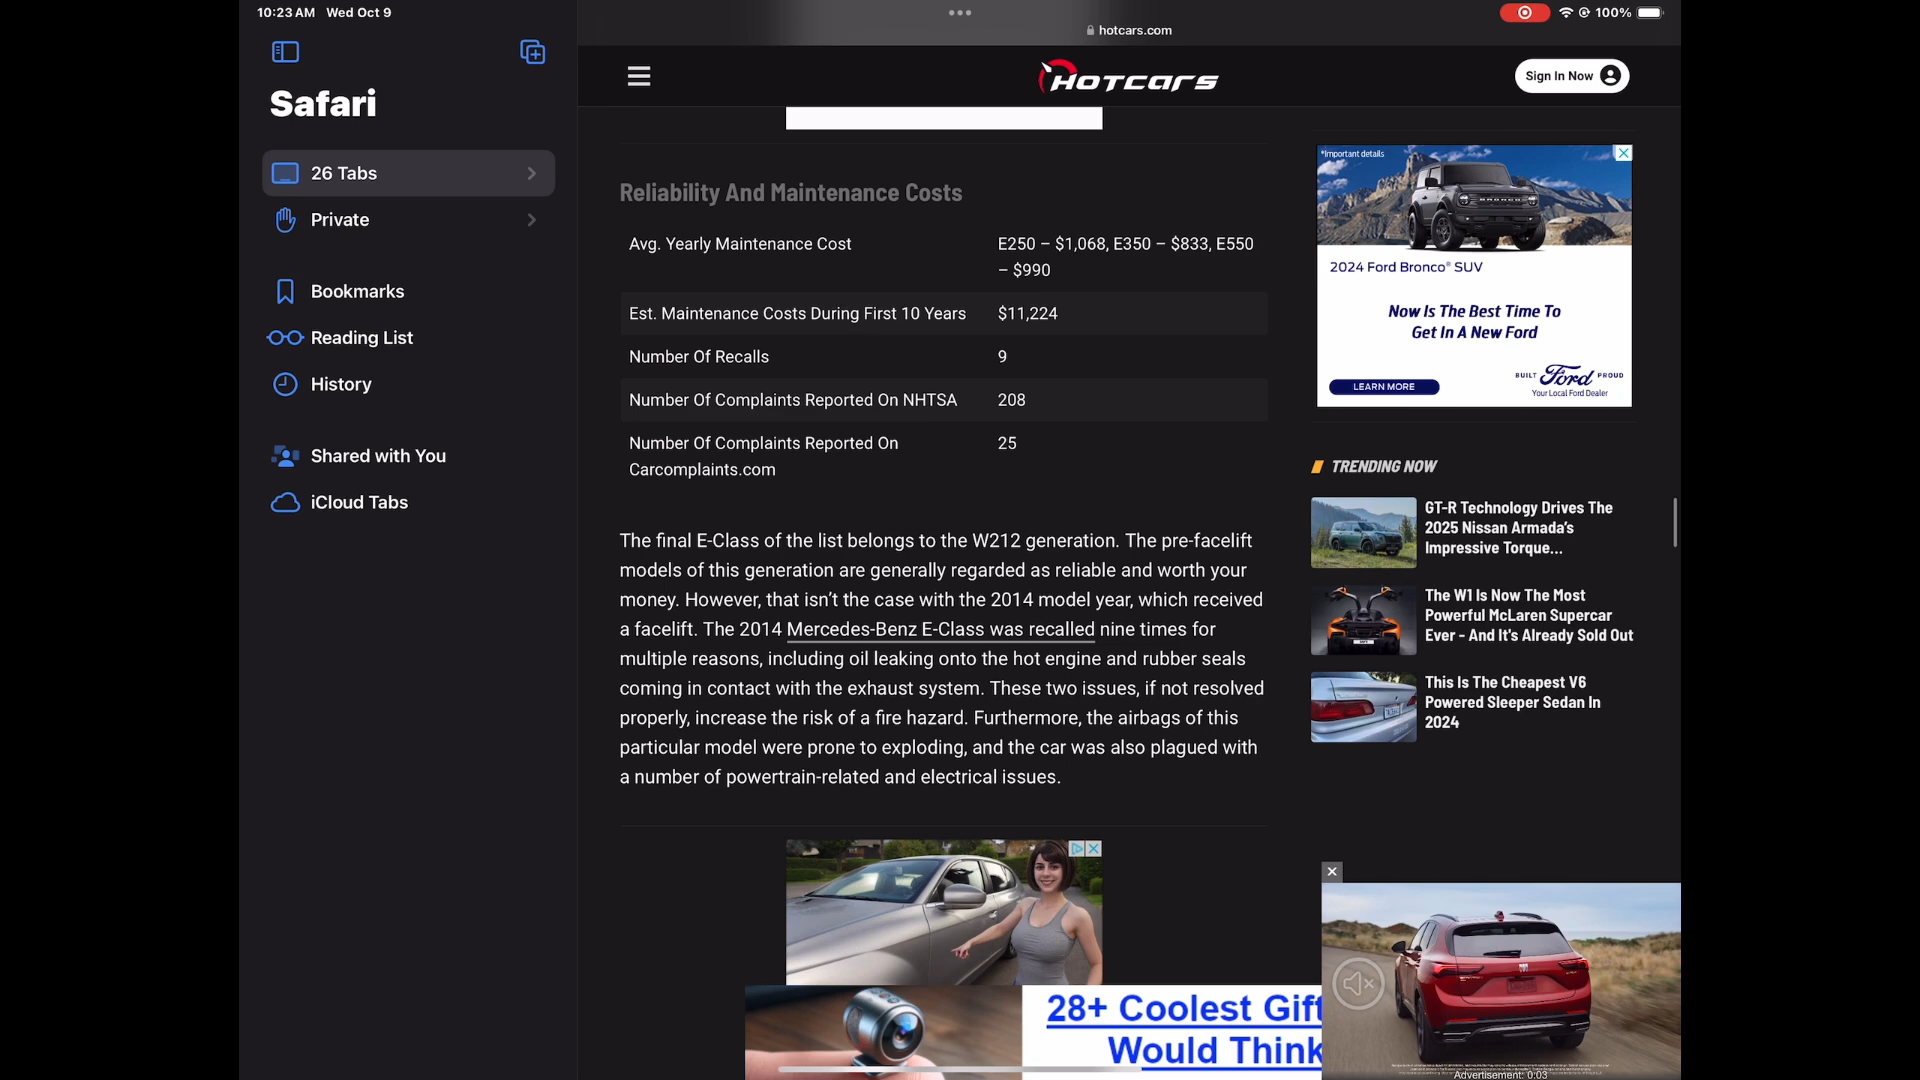 10:23 AM Wed Oct 9
100%
hotcars.com
Safari
26 Tabs
Private
Bookmarks
Reading List
History
Shared with You
iCloud Tabs
HOTCARS
Sign In Now
Reliability And Maintenance Costs
Avg. Yearly Maintenance Cost
E250 – $1,068, E350 – $833, E550
– $990
Est. Maintenance Costs During First 10 Years
$11,224
Number Of Recalls
9
Number Of Complaints Reported On NHTSA
208
Number Of Complaints Reported On
Carcomplaints.com
25
The final E-Class of the list belongs to the W212 generation. The pre-facelift
models of this generation are generally regarded as reliable and worth your
money. However, that isn’t the case with the 2014 model year, which received
a facelift. The 2014 Mercedes-Benz E-Class was recalled nine times for
multiple reasons, including oil leaking onto the hot engine and rubber seals
coming in contact with the exhaust system. These two issues, if not resolved
properly, increase the risk of a fire hazard. Furthermore, the airbags of this
particular model were prone to exploding, and the car was also plagued with
a number of powertrain-related and electrical issues.
28+ Coolest Gift
Would Think
*Important details
BRONCO
2024 Ford Bronco® SUV
Now Is The Best Time To
Get In A New Ford
LEARN MORE
BUILT Ford PROUD
Your Local Ford Dealer
TRENDING NOW
GT-R Technology Drives The
2025 Nissan Armada’s
Impressive Torque...
The W1 Is Now The Most
Powerful McLaren Supercar
Ever - And It's Already Sold Out
This Is The Cheapest V6
Powered Sleeper Sedan In
2024
Advertisement: 0:03